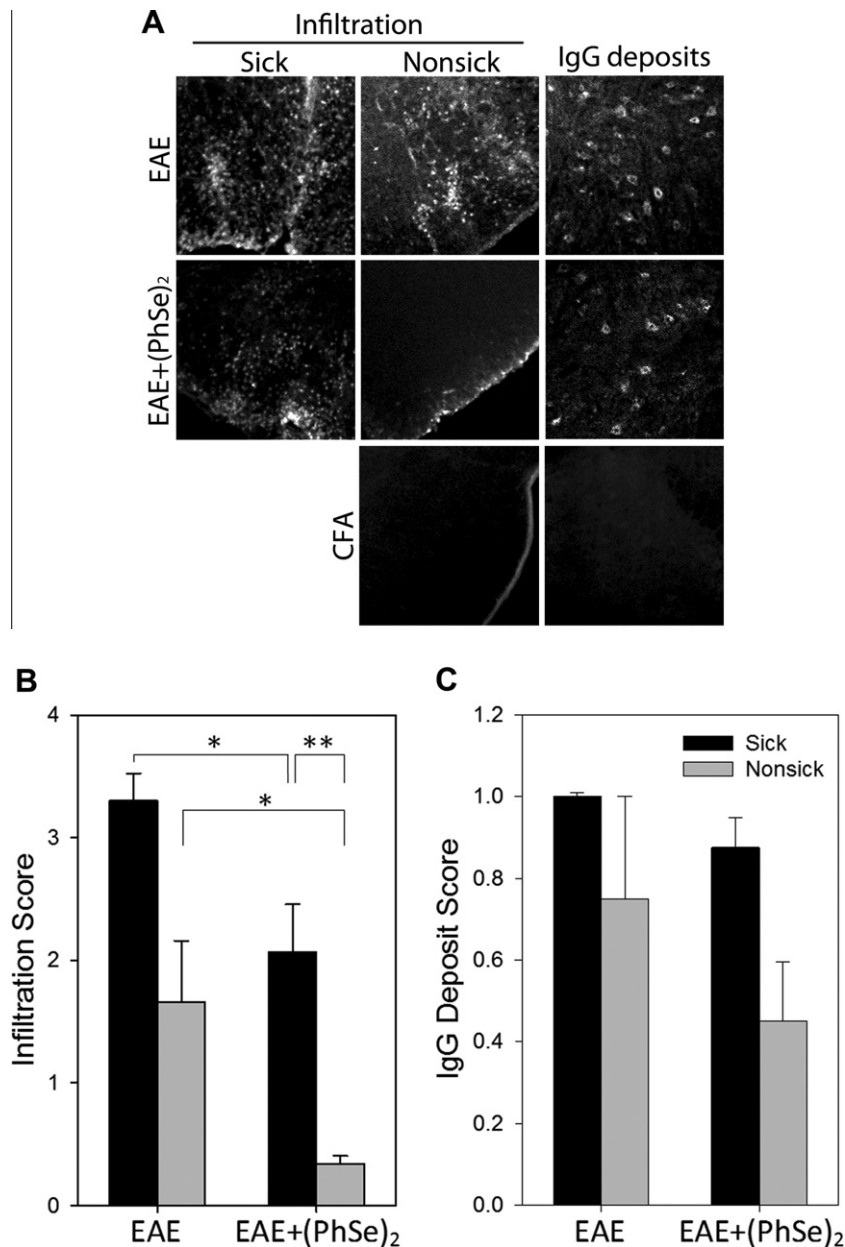 A
Infiltration
Sick Nonsick IgG deposits
EAE
EAE+(PhSe)₂
CFA
B
Infiltration Score
4
3
2
1
0
* **
*
EAE EAE+(PhSe)₂
C
IgG Deposit Score
1.2
1.0
0.8
0.6
0.4
0.2
0.0
Sick
Nonsick
EAE EAE+(PhSe)₂